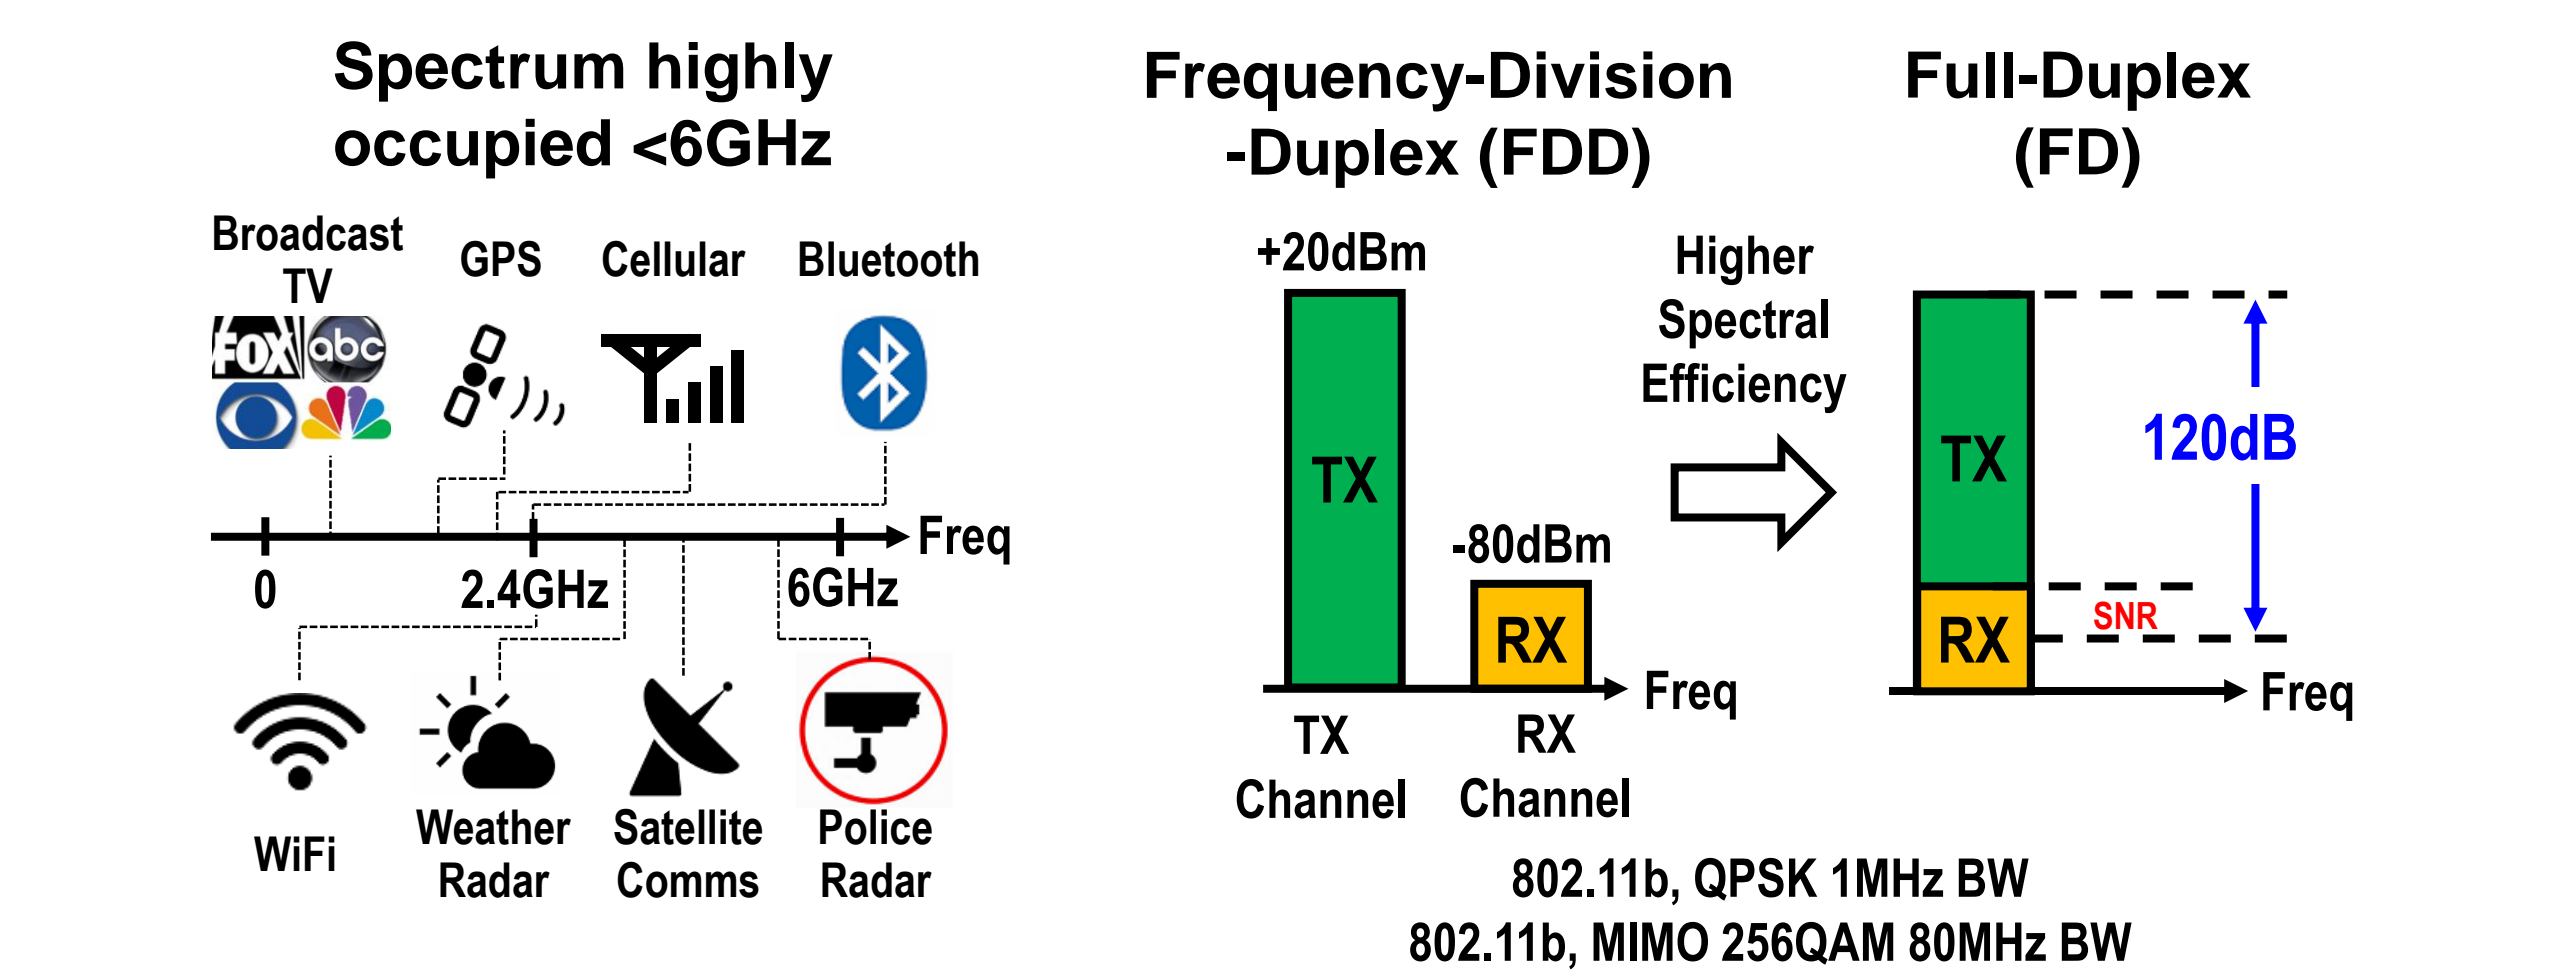 Spectrum highly
occupied <6GHz
Broadcast
TV
GPS
Cellular
Bluetooth
FOX
abc
Freq
0
2.4GHz
6GHz
WiFi
Weather
Radar
Satellite
Comms
Police
Radar
Frequency-Division
-Duplex (FDD)
+20dBm
TX
-80dBm
RX
Freq
TX
Channel
RX
Channel
Higher
Spectral
Efficiency
Full-Duplex
(FD)
TX
RX
120dB
SNR
Freq
802.11b, QPSK 1MHz BW
802.11b, MIMO 256QAM 80MHz BW